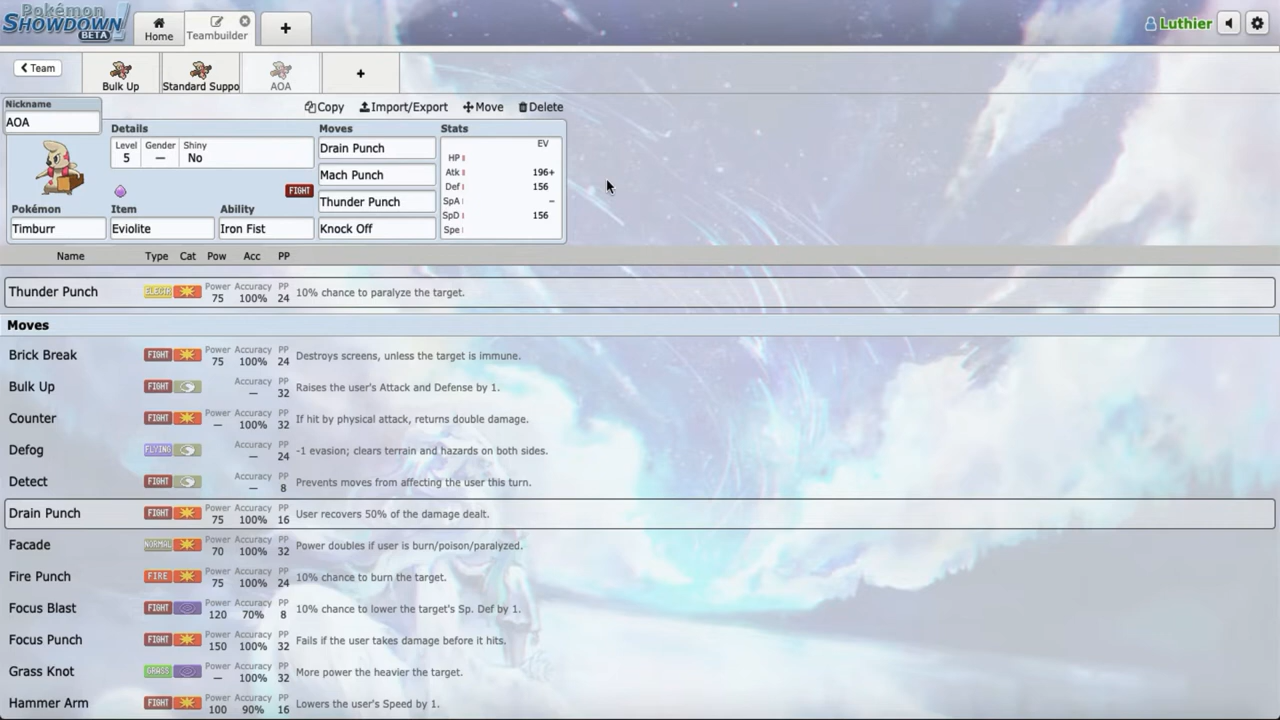 Pokémon
SHOWDOWN!
BETA
Home
Teambuilder
+
Luthier
Team
Bulk Up
Standard Suppo
AOA
+
Nickname
AOA
Copy
Import/Export
Move
Delete
Details
Level
5
Gender
—
Shiny
No
FIGHT
Pokémon
Timburr
Item
Eviolite
Ability
Iron Fist
Moves
Drain Punch
Mach Punch
Thunder Punch
Knock Off
Stats
EV
HP
Atk 196+
Def 156
SpA –
SpD 156
Spe
Name Type Cat Pow Acc PP
Thunder Punch ELECTR Power 75 Accuracy 100% PP 24 10% chance to paralyze the target.
Moves
Brick Break FIGHT Power 75 Accuracy 100% PP 24 Destroys screens, unless the target is immune.
Bulk Up FIGHT Accuracy — PP 32 Raises the user's Attack and Defense by 1.
Counter FIGHT Power — Accuracy 100% PP 32 If hit by physical attack, returns double damage.
Defog FLYING Accuracy — PP 24 -1 evasion; clears terrain and hazards on both sides.
Detect FIGHT Accuracy — PP 8 Prevents moves from affecting the user this turn.
Drain Punch FIGHT Power 75 Accuracy 100% PP 16 User recovers 50% of the damage dealt.
Facade NORMAL Power 70 Accuracy 100% PP 32 Power doubles if user is burn/poison/paralyzed.
Fire Punch FIRE Power 75 Accuracy 100% PP 24 10% chance to burn the target.
Focus Blast FIGHT Power 120 Accuracy 70% PP 8 10% chance to lower the target's Sp. Def by 1.
Focus Punch FIGHT Power 150 Accuracy 100% PP 32 Fails if the user takes damage before it hits.
Grass Knot GRASS Power — Accuracy 100% PP 32 More power the heavier the target.
Hammer Arm FIGHT Power 100 Accuracy 90% PP 16 Lowers the user's Speed by 1.